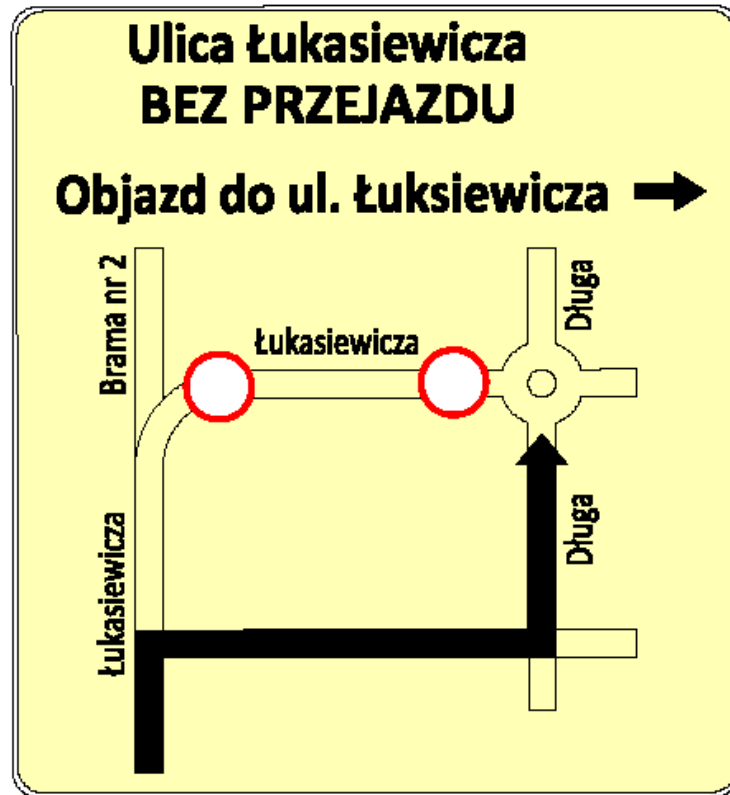 Ulica Łukasiewicza
BEZ PRZEJAZDU
Objazd do ul. Łuksiewicza
Brama nr 2
Łukasiewicza
Długa
Łukasiewicza
Długa